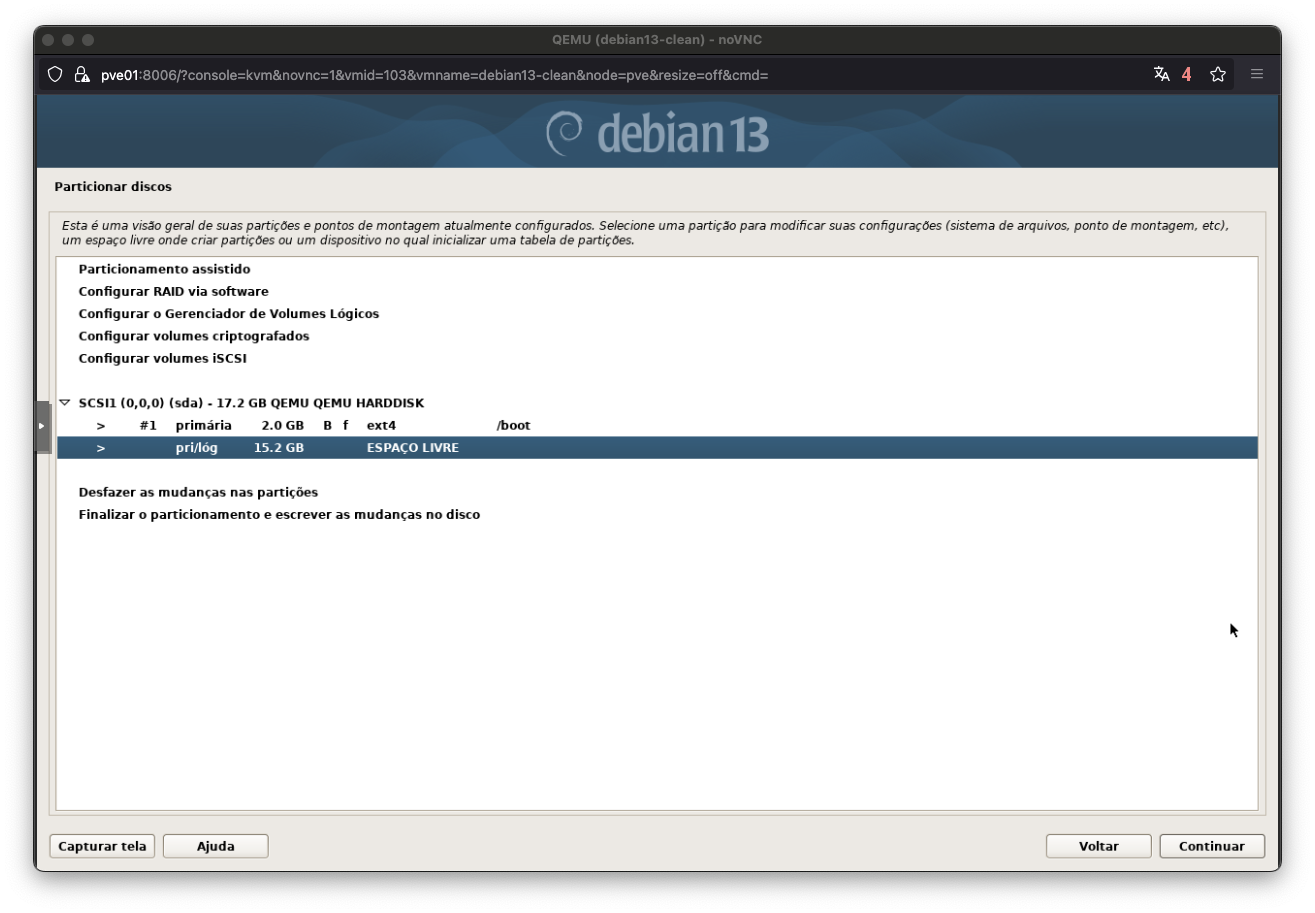 QEMU (debian13-clean) - noVNC
pve01:8006/?console=kvm&novnc=1&vmid=103&vmname=debian13-clean&node=pve&resize=off&cmd=
4
debian 13
Particionar discos
Esta é uma visão geral de suas partições e pontos de montagem atualmente configurados. Selecione uma partição para modificar suas configurações (sistema de arquivos, ponto de montagem, etc),
um espaço livre onde criar partições ou um dispositivo no qual inicializar uma tabela de partições.
Particionamento assistido
Configurar RAID via software
Configurar o Gerenciador de Volumes Lógicos
Configurar volumes criptografados
Configurar volumes iSCSI
SCSI1 (0,0,0) (sda) - 17.2 GB QEMU QEMU HARDDISK
> #1 primária 2.0 GB B f ext4 /boot
> pri/lóg 15.2 GB ESPAÇO LIVRE
Desfazer as mudanças nas partições
Finalizar o particionamento e escrever as mudanças no disco
Capturar tela Ajuda Voltar Continuar